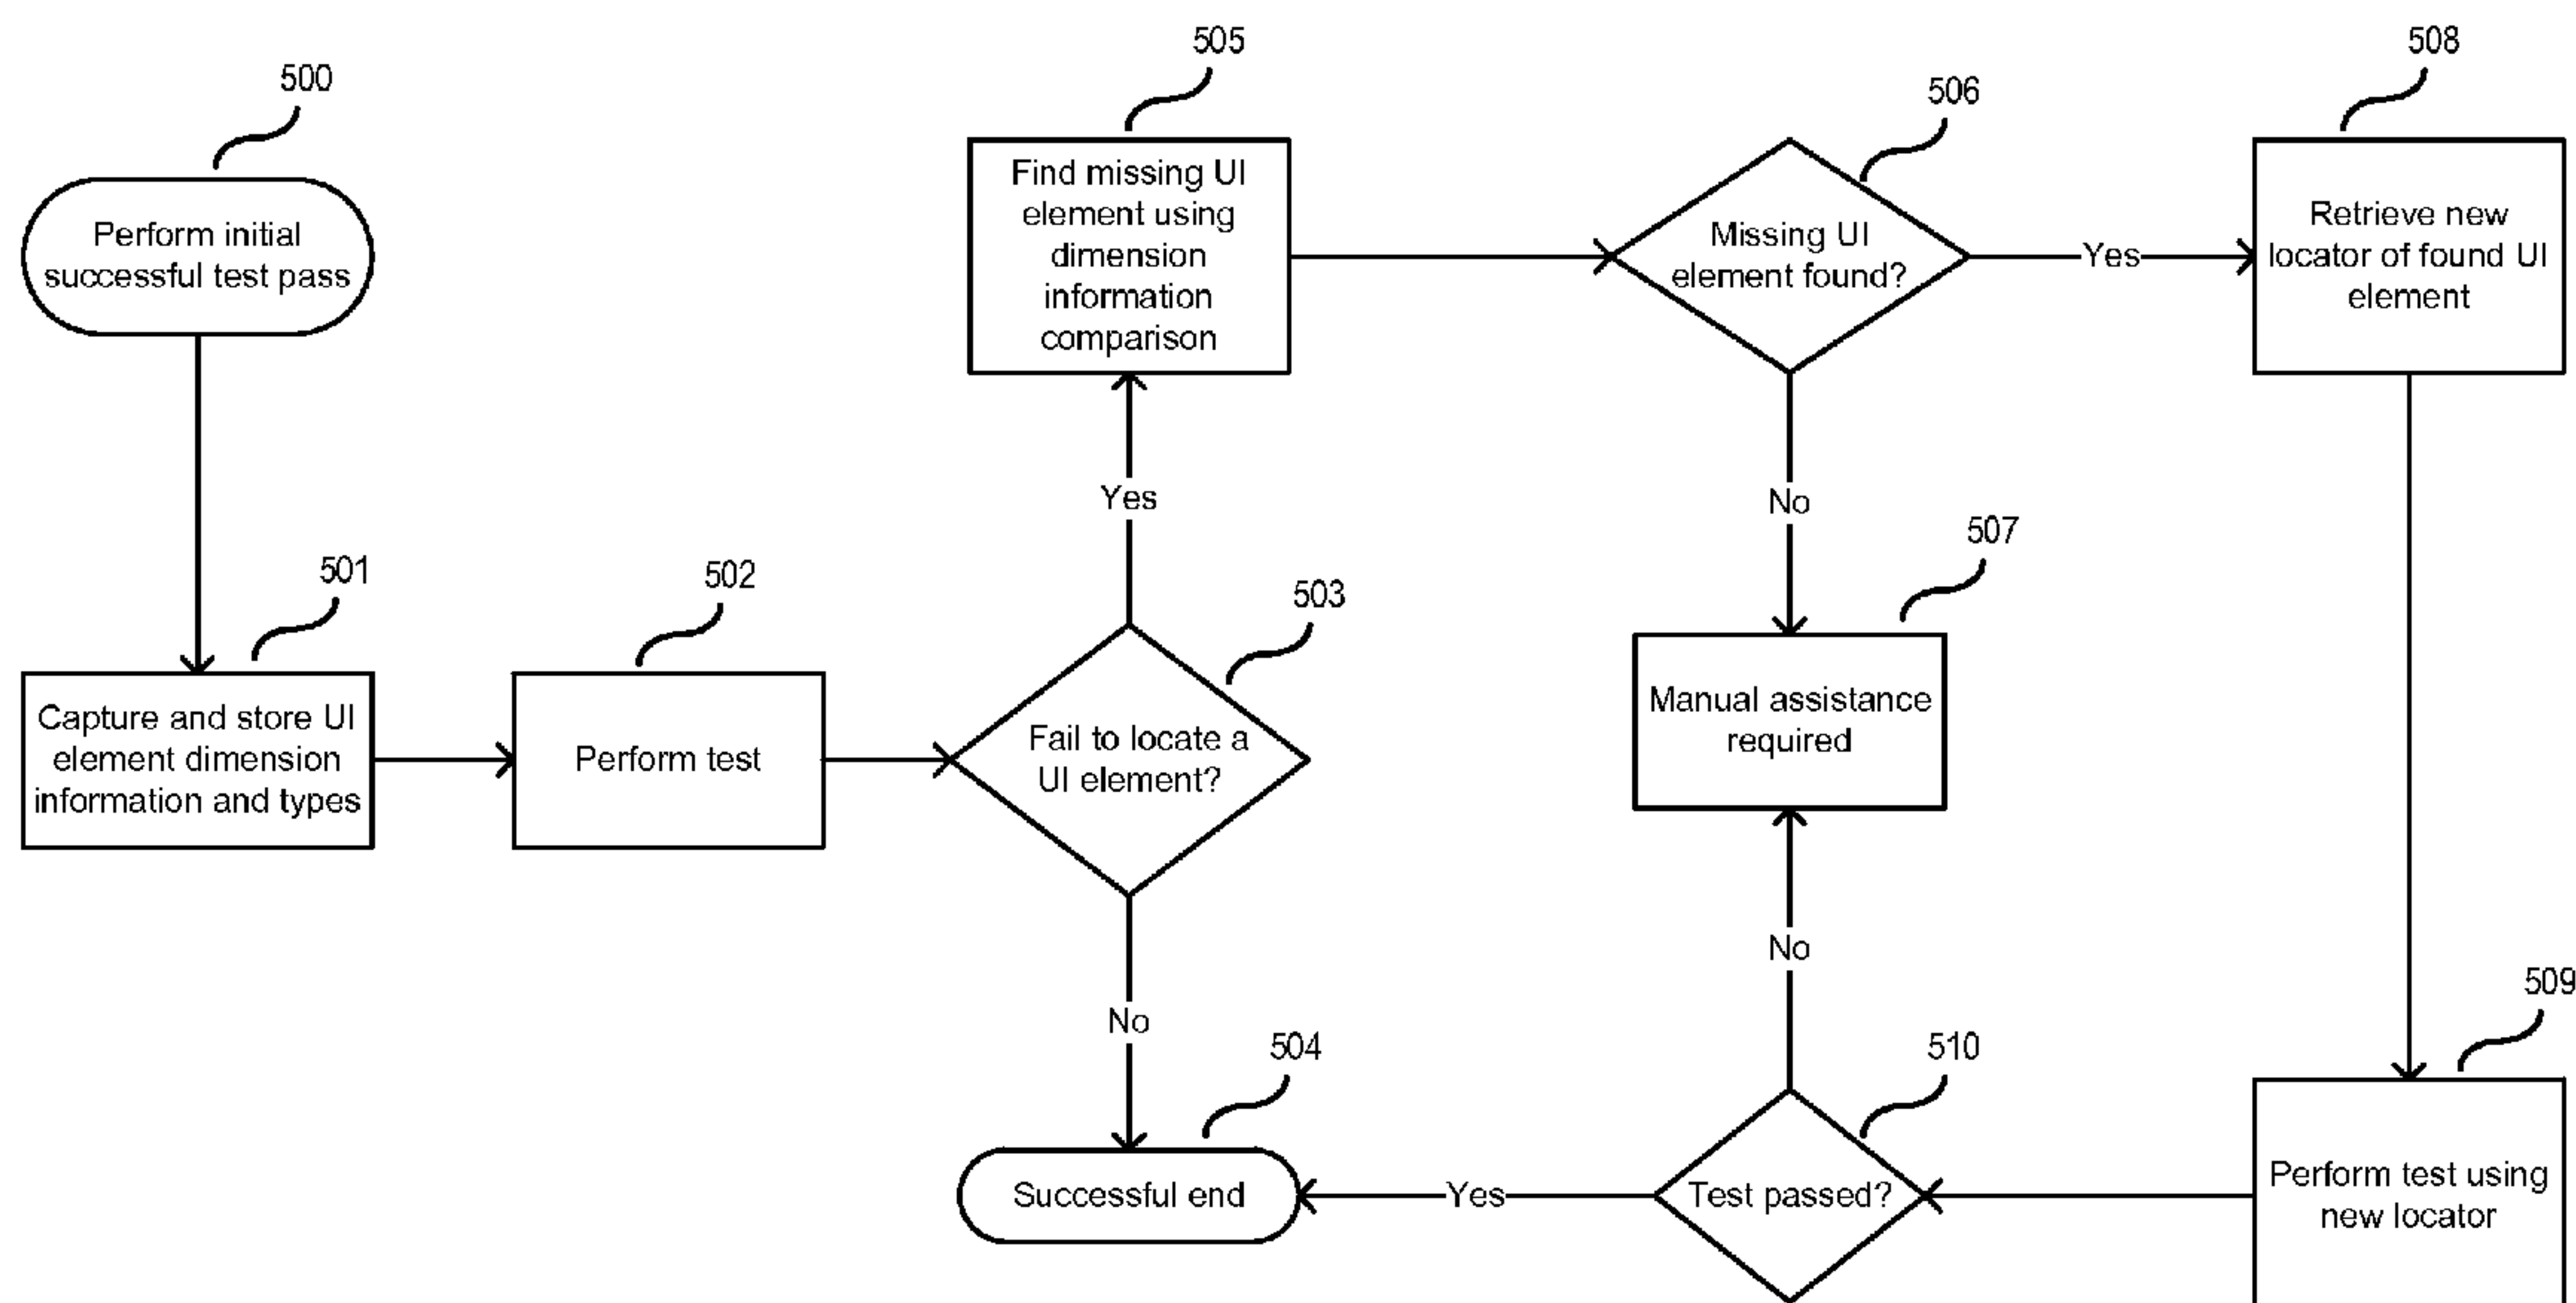 500
Perform initial
successful test pass
501
Capture and store UI
element dimension
information and types
502
Perform test
503
Fail to locate a
UI element?
Yes
No
504
Successful end
505
Find missing UI
element using
dimension
information
comparison
506
Missing UI
element found?
Yes
No
507
Manual assistance
required
508
Retrieve new
locator of found UI
element
509
Perform test using
new locator
510
Test passed?
No
Yes